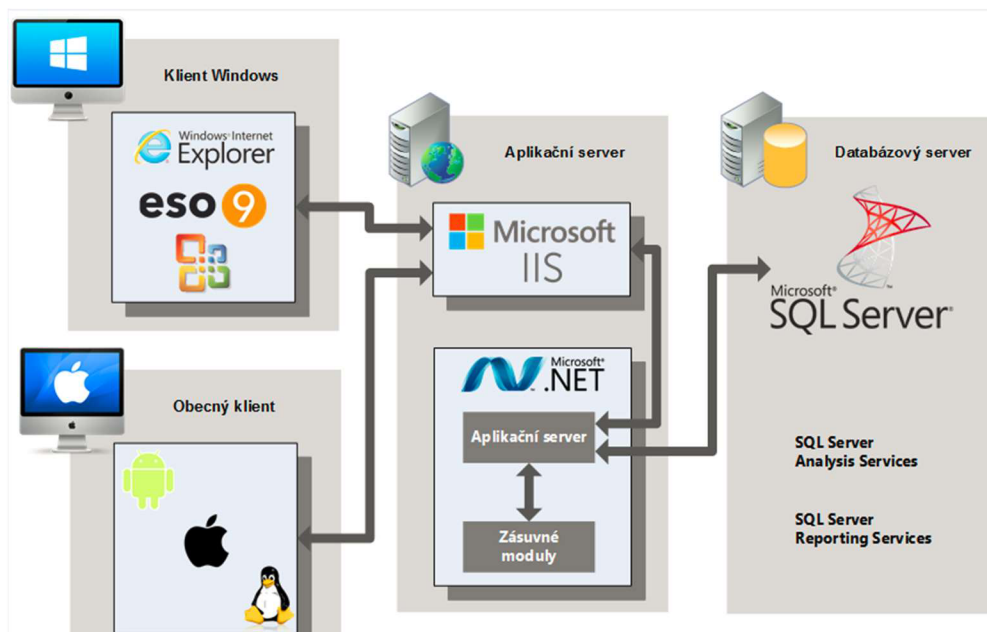 Klient Windows
Windows® Internet
Explorer
eso 9
Obecný klient
Aplikační server
Microsoft
IIS
Microsoft®
.NET
Aplikační server
Zásuvné
moduly
Databázový server
Microsoft®
SQL Server®
SQL Server
Analysis Services
SQL Server
Reporting Services